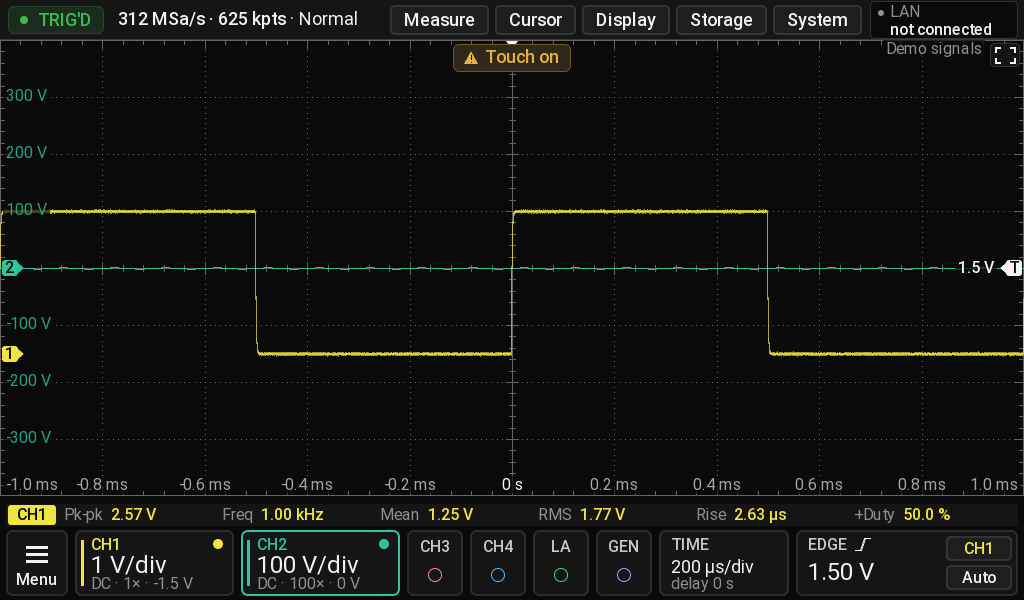 TRIG'D 312 MSa/s · 625 kpts · Normal Measure Cursor Display Storage System LAN
not connected
Demo signals
Touch on
300 V
200 V
100 V
2 1.5 V T
-100 V
1
-200 V
-300 V
-1.0 ms -0.8 ms -0.6 ms -0.4 ms -0.2 ms 0 s 0.2 ms 0.4 ms 0.6 ms 0.8 ms 1.0 ms
CH1 Pk-pk 2.57 V Freq 1.00 kHz Mean 1.25 V RMS 1.77 V Rise 2.63 µs +Duty 50.0 %
Menu
CH1
1 V/div
DC · 1× · -1.5 V
CH2
100 V/div
DC · 100× · 0 V
CH3
CH4
LA
GEN
TIME
200 µs/div
delay 0 s
EDGE
1.50 V
CH1
Auto